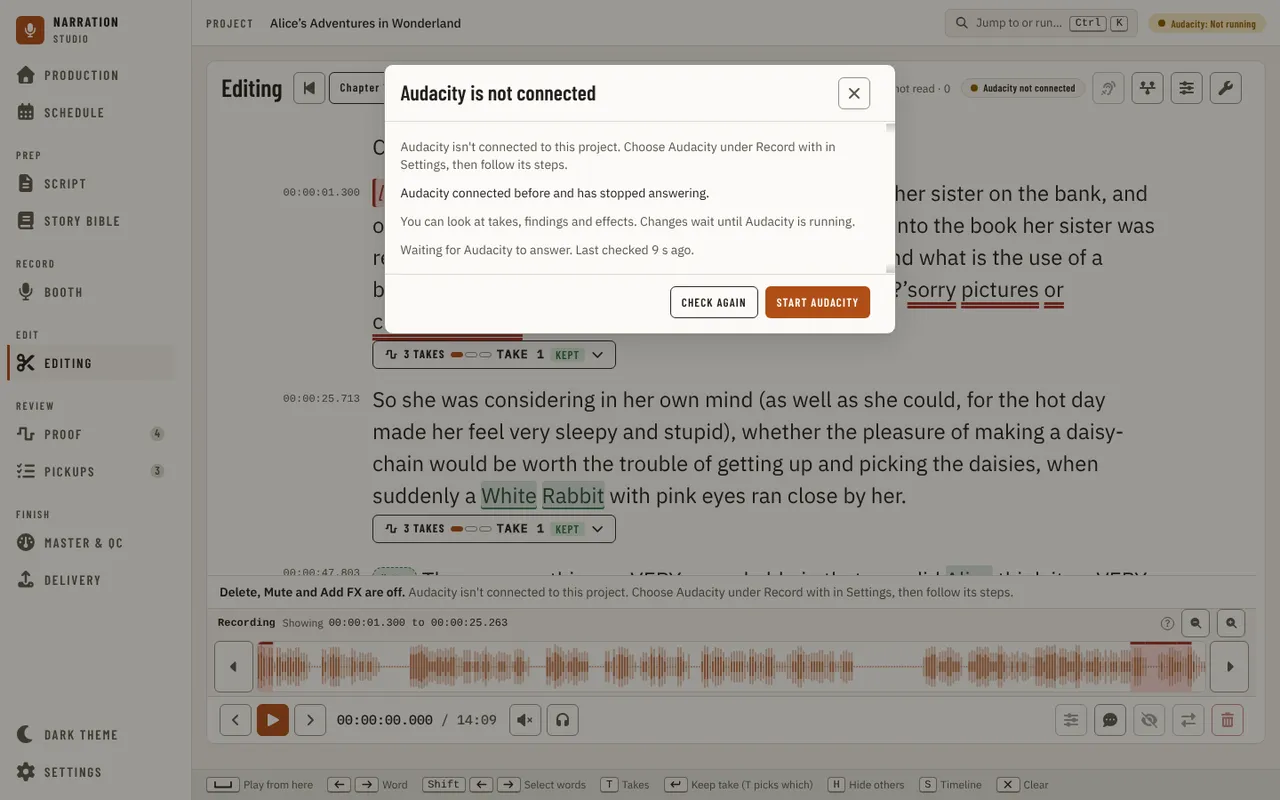 NARRATION
STUDIO
PRODUCTION
SCHEDULE
PREP
SCRIPT
STORY BIBLE
RECORD
BOOTH
EDIT
EDITING
REVIEW
PROOF 4
PICKUPS 3
FINISH
MASTER & QC
DELIVERY
DARK THEME
SETTINGS
PROJECT Alice's Adventures in Wonderland
Jump to or run... Ctrl K
Audacity: Not running
Editing Chapter
not read · 0 Audacity not connected
Audacity is not connected
Audacity isn't connected to this project. Choose Audacity under Record with in
Settings, then follow its steps.
Audacity connected before and has stopped answering.
You can look at takes, findings and effects. Changes wait until Audacity is running.
Waiting for Audacity to answer. Last checked 9 s ago.
CHECK AGAIN START AUDACITY
00:00:01.300 her sister on the bank, and
nto the book her sister was
nd what is the use of a
?’sorry pictures or
3 TAKES TAKE 1 KEPT
00:00:25.713 So she was considering in her own mind (as well as she could, for the hot day
made her feel very sleepy and stupid), whether the pleasure of making a daisy-
chain would be worth the trouble of getting up and picking the daisies, when
suddenly a White Rabbit with pink eyes ran close by her.
3 TAKES TAKE 1 KEPT
00:00:47.803
Delete, Mute and Add FX are off. Audacity isn't connected to this project. Choose Audacity under Record with in Settings, then follow its steps.
Recording Showing 00:00:01.300 to 00:00:25.263
00:00:00.000 / 14:09
Play from here Word Shift Select words T Takes Keep take (T picks which) H Hide others S Timeline Clear